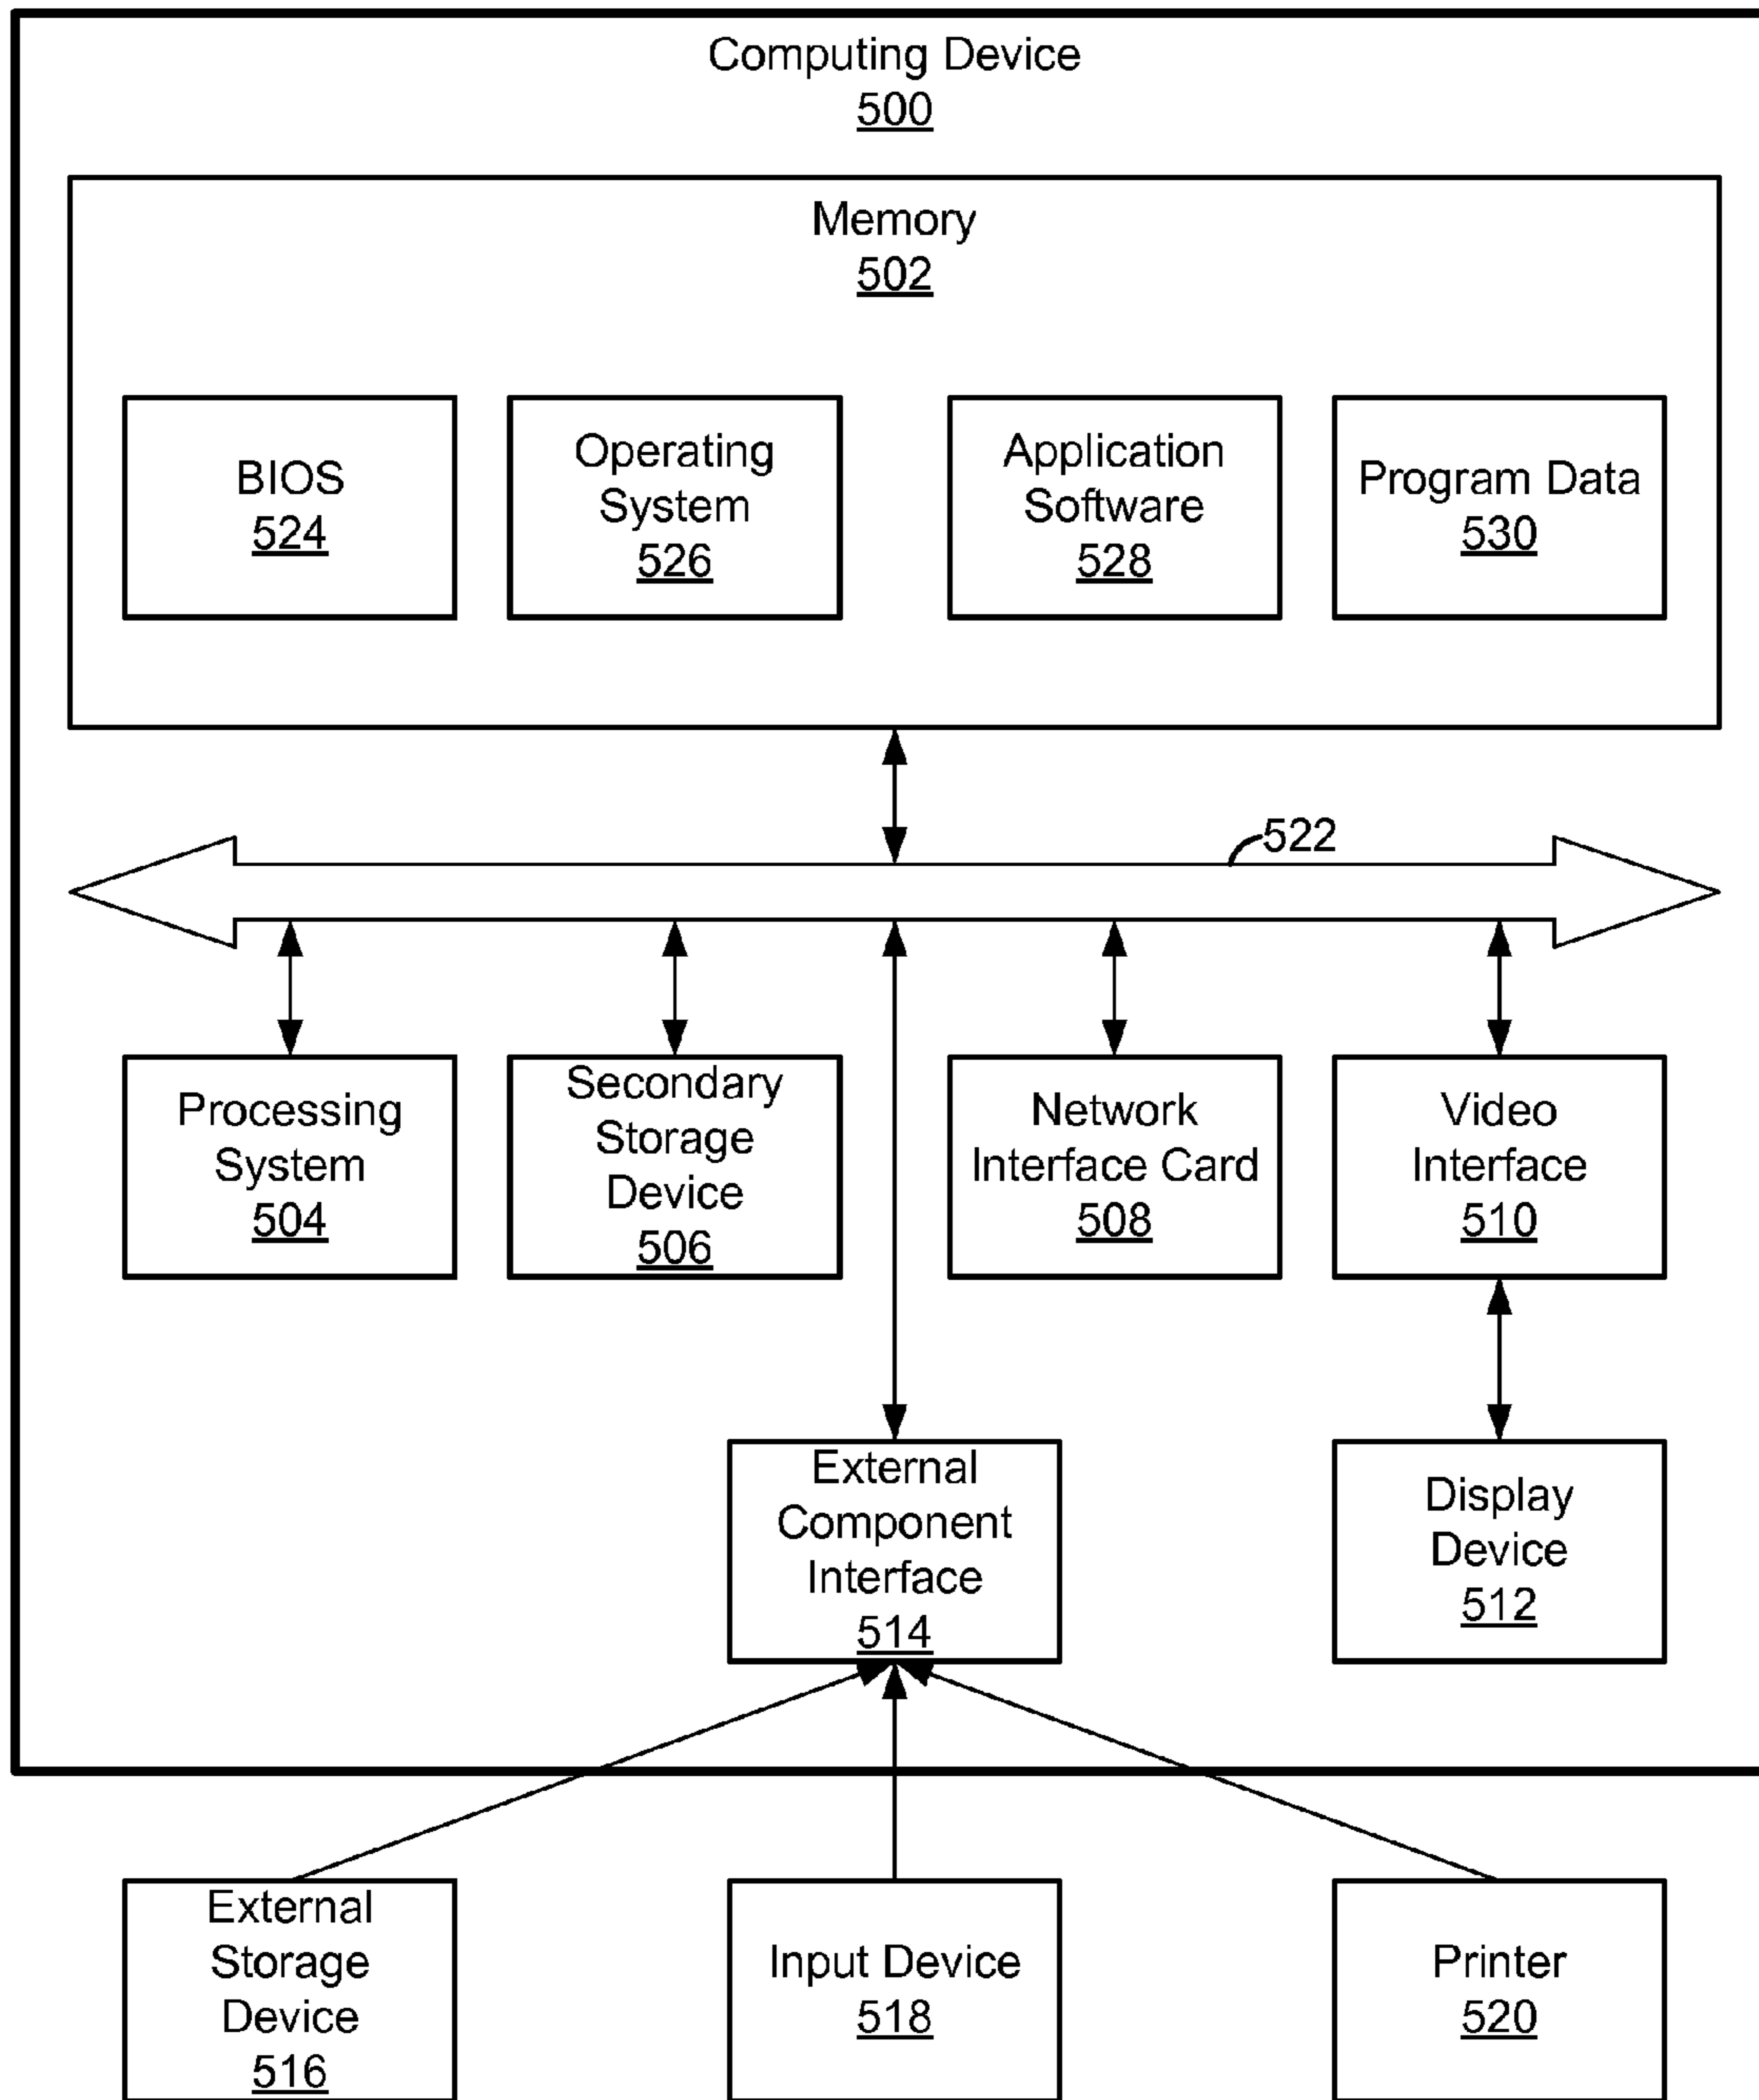 Computing Device
500
Memory
502
BIOS
524
Operating
System
526
Application
Software
528
Program Data
530
522
Processing
System
504
Secondary
Storage
Device
506
Network
Interface Card
508
Video
Interface
510
External
Component
Interface
514
Display
Device
512
External
Storage
Device
516
Input Device
518
Printer
520